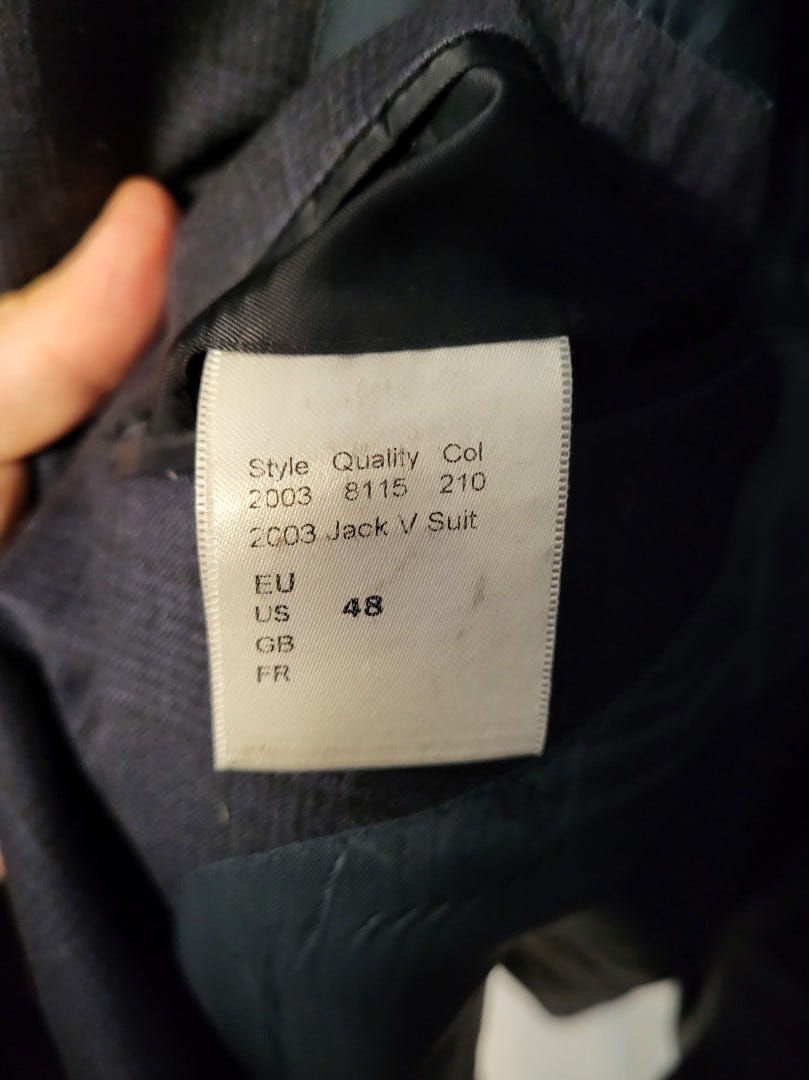 Style Quality Col
2003 8115 210
2003 Jack V Suit
EU
US 48
GB
FR